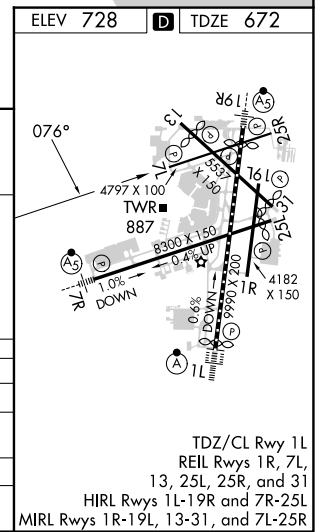 ELEV 728
D
TDZE 672
19R
A5
P
25R
13
076°
P
P
7L
5537 X 150
19L
P
4797 X 100
TWR
887
31
25L
8300 X 150
A5
P
0.4% UP
P
4182 X 150
1R
7R
1.0% DOWN
0.6% DOWN
9990 X 200
P
A
1L
TDZ/CL Rwy 1L
REIL Rwys 1R, 7L,
13, 25L, 25R, and 31
HIRL Rwys 1L-19R and 7R-25L
MIRL Rwys 1R-19L, 13-31, and 7L-25R